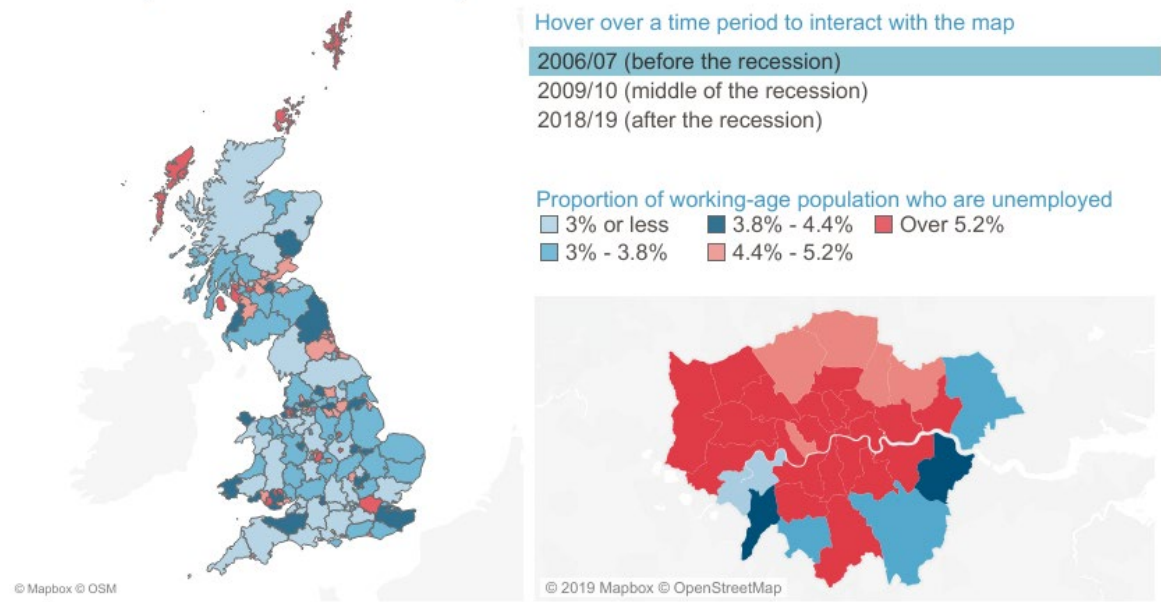 Hover over a time period to interact with the map
2006/07 (before the recession)
2009/10 (middle of the recession)
2018/19 (after the recession)
Proportion of working-age population who are unemployed
3% or less
3.8% - 4.4%
Over 5.2%
3% - 3.8%
4.4% - 5.2%
© Mapbox © OSM
© 2019 Mapbox © OpenStreetMap